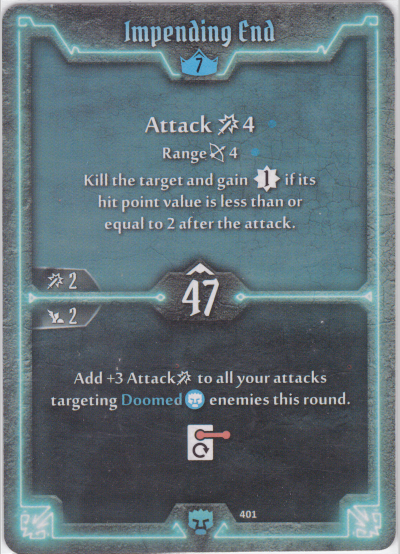 Impending End
7
Attack 4
Range 4
Kill the target and gain 1 if its
hit point value is less than or
equal to 2 after the attack.
2
47
2
Add +3 Attack to all your attacks
targeting Doomed enemies this round.
401